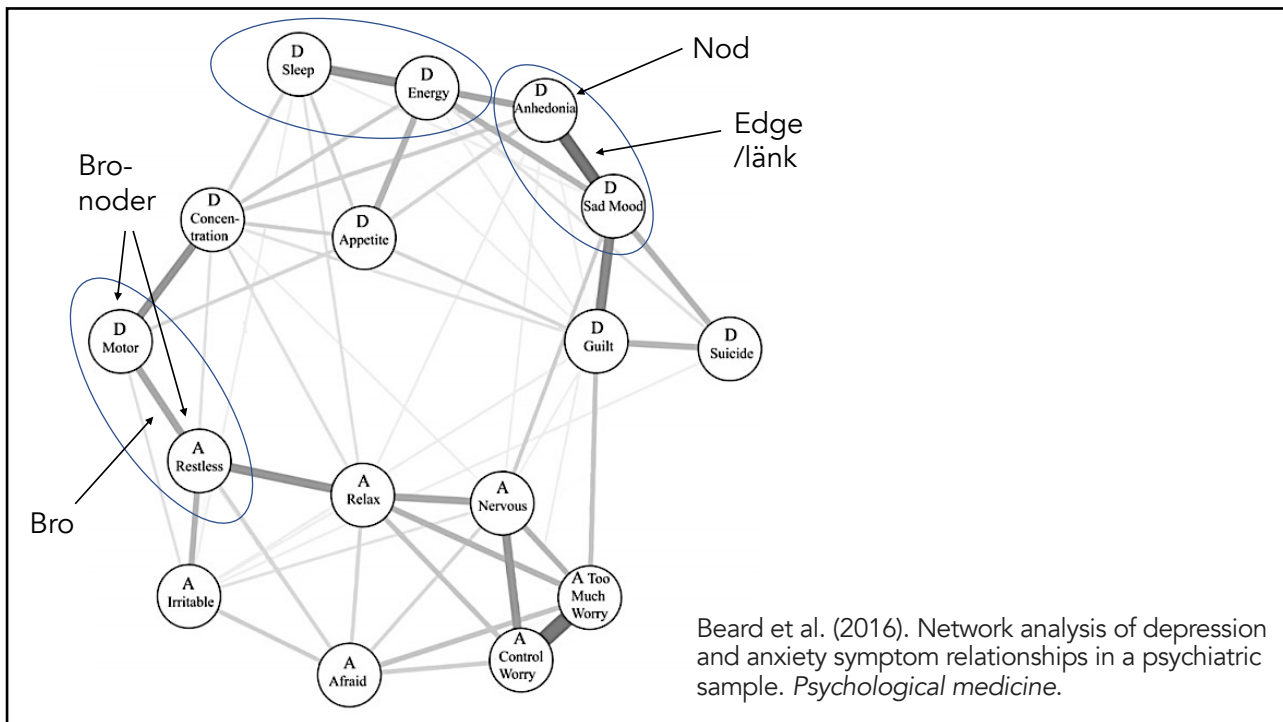 D
Sleep
D
Energy
D
Anhedonia
Nod
Edge
/länk
D
Sad Mood
Bro-
noder
D
Concen-
tration
D
Appetite
D
Motor
D
Guilt
D
Suicide
A
Restless
A
Relax
A
Nervous
Bro
A
Irritable
A Too
Much
Worry
A
Control
Worry
A
Afraid
Beard et al. (2016). Network analysis of depression
and anxiety symptom relationships in a psychiatric
sample. Psychological medicine.